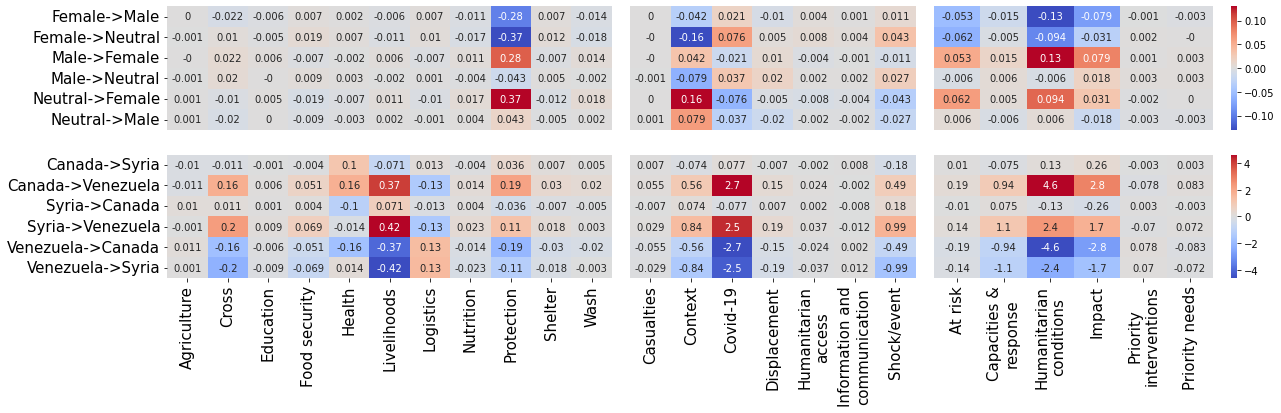 Female->Male 0 -0.022 -0.006 0.007 0.002 -0.006 0.007 -0.011 -0.28 0.007 -0.014 0 -0.042 0.021 -0.01 0.004 0.001 0.011 -0.053 -0.015 -0.13 -0.079 -0.001 -0.003
Female->Neutral -0.001 0.01 -0.005 0.019 0.007 -0.011 0.01 -0.017 -0.37 0.012 -0.018 -0 -0.16 0.076 0.005 0.008 0.004 0.043 -0.062 -0.005 -0.094 -0.031 0.002 -0
Male->Female -0 0.022 0.006 -0.007 -0.002 0.006 -0.007 0.011 0.28 -0.007 0.014 -0 0.042 -0.021 0.01 -0.004 -0.001 -0.011 0.053 0.015 0.13 0.079 0.001 0.003
Male->Neutral -0.001 0.02 -0 0.009 0.003 -0.002 0.001 -0.004 -0.043 0.005 -0.002 -0.001 -0.079 0.037 0.02 0.002 0.002 0.027 -0.006 0.006 -0.006 0.018 0.003 0.003
Neutral->Female 0.001 -0.01 0.005 -0.019 -0.007 0.011 -0.01 0.017 0.37 -0.012 0.018 0 0.16 -0.076 -0.005 -0.008 -0.004 -0.043 0.062 0.005 0.094 0.031 -0.002 0
Neutral->Male 0.001 -0.02 0 -0.009 -0.003 0.002 -0.001 0.004 0.043 -0.005 0.002 0.001 0.079 -0.037 -0.02 -0.002 -0.002 -0.027 0.006 -0.006 0.006 -0.018 -0.003 -0.003
0.10
0.05
0.00
-0.05
-0.10
Canada->Syria -0.01 -0.011 -0.001 -0.004 0.1 -0.071 0.013 -0.004 0.036 0.007 0.005 0.007 -0.074 0.077 -0.007 -0.002 0.008 -0.18 0.01 -0.075 0.13 0.26 -0.003 0.003
Canada->Venezuela -0.011 0.16 0.006 0.051 0.16 0.37 -0.13 0.014 0.19 0.03 0.02 0.055 0.56 2.7 0.15 0.024 -0.002 0.49 0.19 0.94 4.6 2.8 -0.078 0.083
Syria->Canada 0.01 0.011 0.001 0.004 -0.1 0.071 -0.013 0.004 -0.036 -0.007 -0.005 -0.007 0.074 -0.077 0.007 0.002 -0.008 0.18 -0.01 0.075 -0.13 -0.26 0.003 -0.003
Syria->Venezuela -0.001 0.2 0.009 0.069 -0.014 0.42 -0.13 0.023 0.11 0.018 0.003 0.029 0.84 2.5 0.19 0.037 -0.012 0.99 0.14 1.1 2.4 1.7 -0.07 0.072
Venezuela->Canada 0.011 -0.16 -0.006 -0.051 -0.16 -0.37 0.13 -0.014 -0.19 -0.03 -0.02 -0.055 -0.56 -2.7 -0.15 -0.024 0.002 -0.49 -0.19 -0.94 -4.6 -2.8 0.078 -0.083
Venezuela->Syria 0.001 -0.2 -0.009 -0.069 0.014 -0.42 0.13 -0.023 -0.11 -0.018 -0.003 -0.029 -0.84 -2.5 -0.19 -0.037 0.012 -0.99 -0.14 -1.1 -2.4 -1.7 0.07 -0.072
4
2
0
-2
-4
Agriculture
Cross
Education
Food security
Health
Livelihoods
Logistics
Nutrition
Protection
Shelter
Wash
Casualties
Context
Covid-19
Displacement
Humanitarian
access
Information and
communication
Shock/event
At risk
Capacities &
response
Humanitarian
conditions
Impact
Priority
interventions
Priority needs